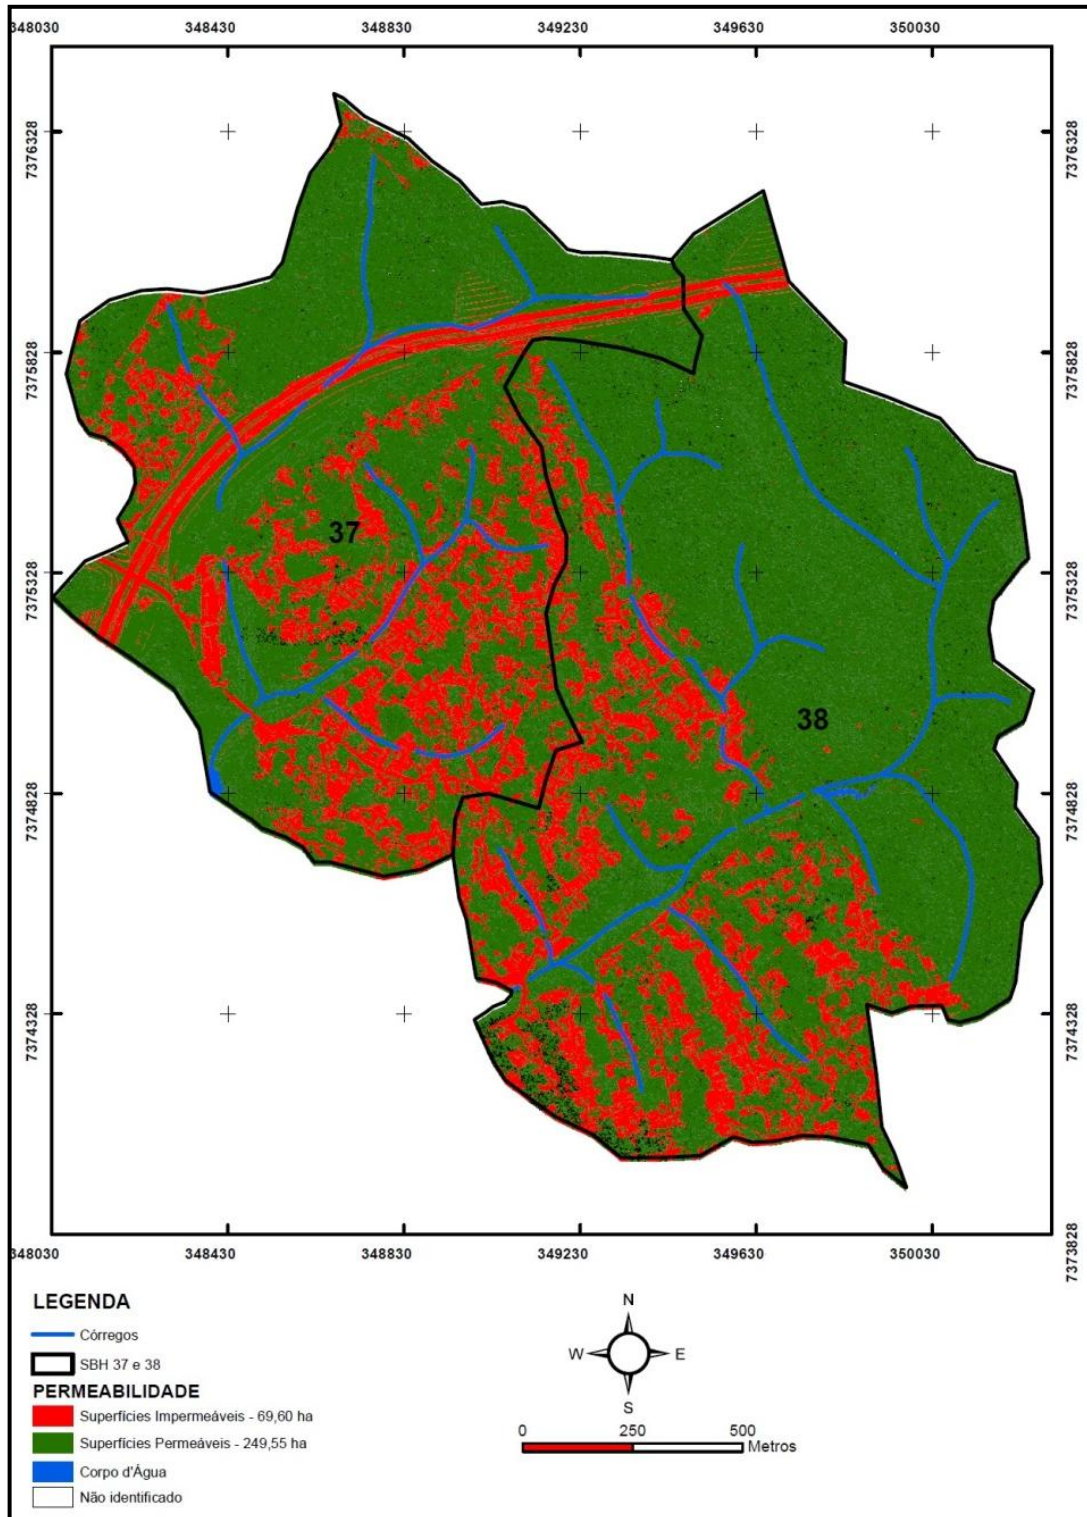 348030 348430 348830 349230 349630 350030
7376328 7376328
7375828 7375828
37
7375328 7375328
38
7374828 7374828
7374328 7374328
7373828
348030 348430 348830 349230 349630 350030
LEGENDA
Córregos
SBH 37 e 38
PERMEABILIDADE
Superfícies Impermeáveis - 69,60 ha
Superfícies Permeáveis - 249,55 ha
Corpo d'Água
Não identificado
N
W E
S
0 250 500
Metros